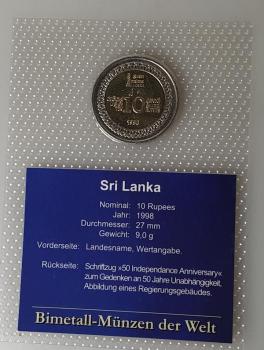 10
1998
Sri Lanka
Nominal: 10 Rupees
Jahr: 1998
Durchmesser: 27 mm
Gewicht: 9,0 g
Vorderseite: Landesname, Wertangabe.
Rückseite: Schriftzug »50 Independance Anniversary«
zum Gedenken an 50 Jahre Unabhängigkeit,
Abbildung eines Regierungsgebäudes.
Bimetall-Münzen der Welt